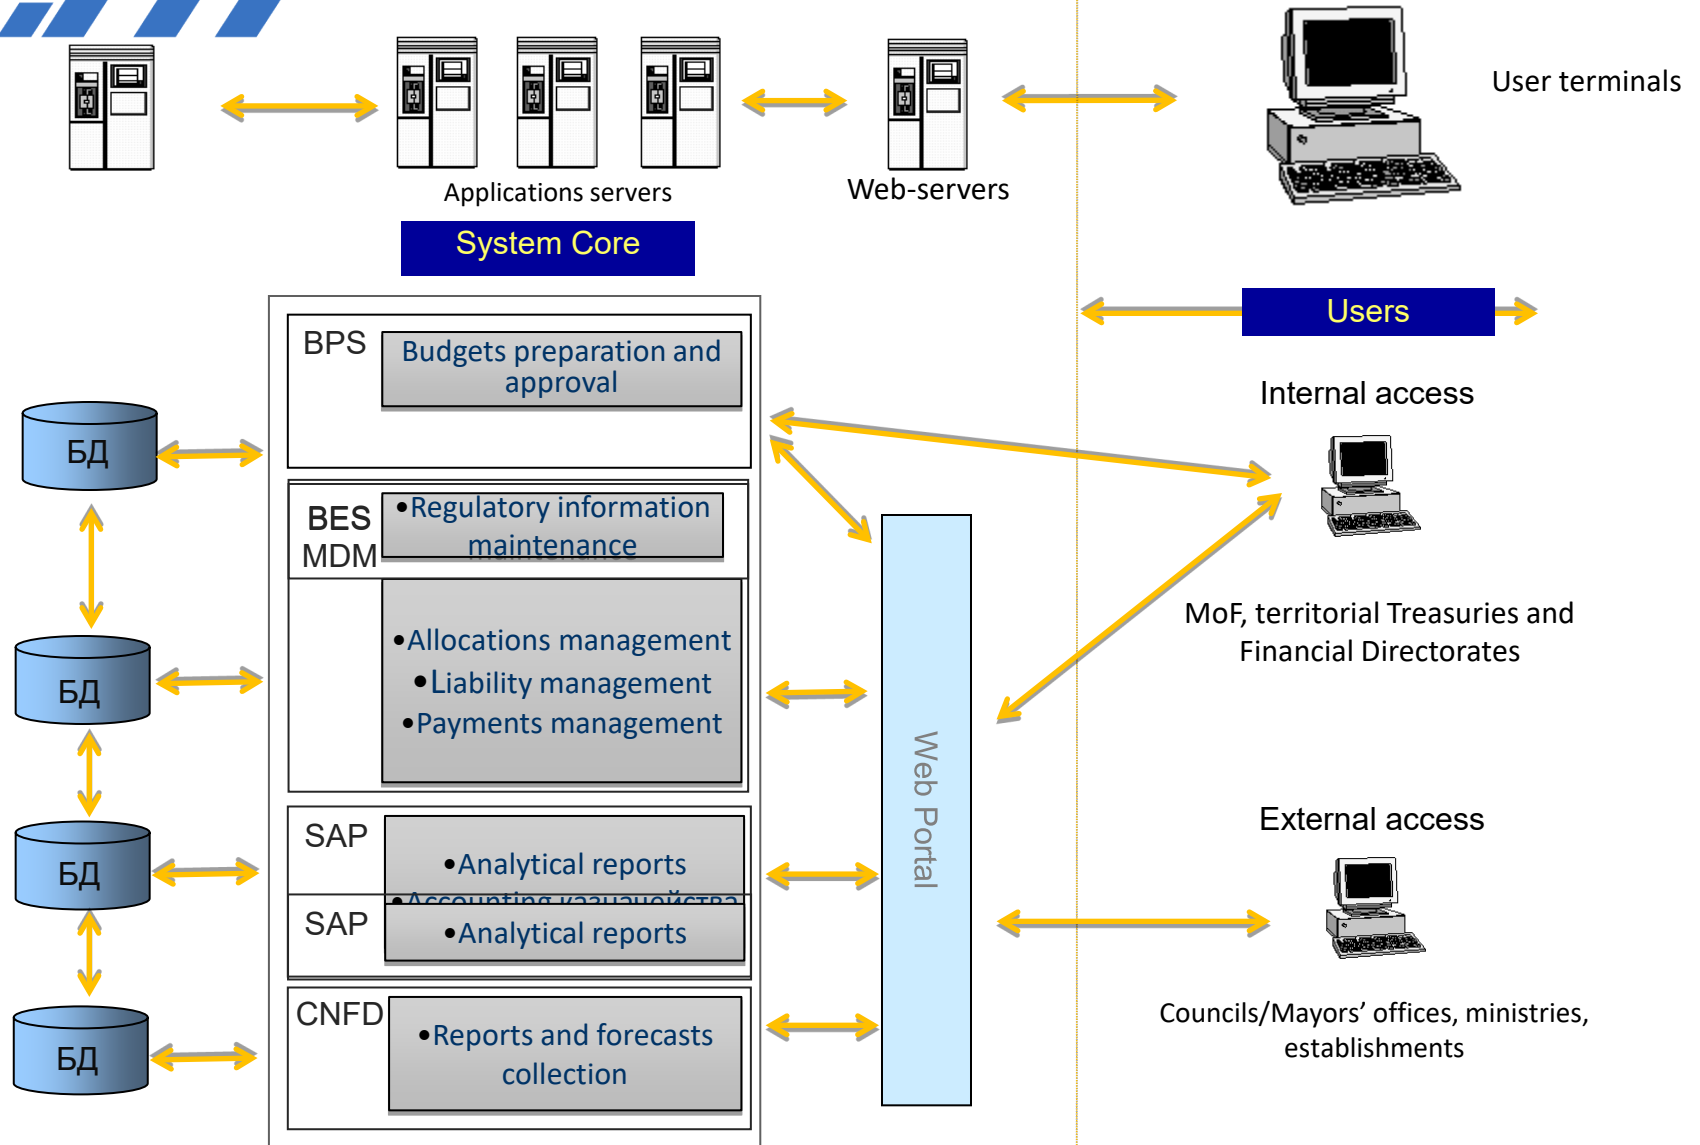 User terminals
Applications servers
Web-servers
System Core
Users
BPS
Budgets preparation and
approval
Internal access
БД
BES
MDM
•Regulatory information
maintenance
MoF, territorial Treasuries and
Financial Directorates
•Allocations management
•Liability management
•Payments management
БД
Web Portal
External access
SAP
•Analytical reports
•Accounting казначейства
БД
SAP
•Analytical reports
CNFD
•Reports and forecasts
collection
БД
Councils/Mayors’ offices, ministries,
establishments